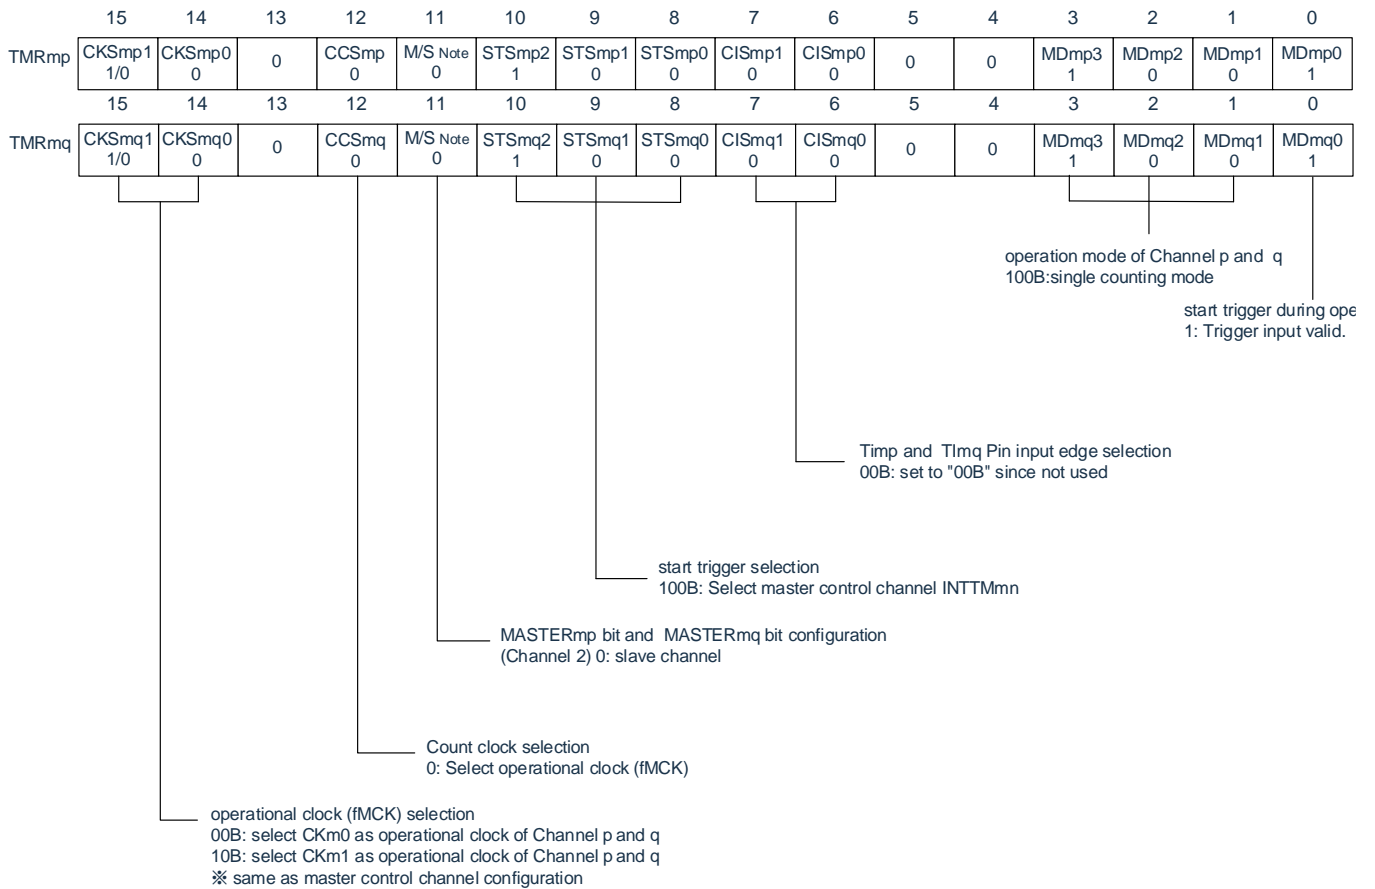 15 14 13 12 11 10 9 8 7 6 5 4 3 2 1 0
TMRmp CKSmp1 CKSmp0 0 CCSmp M/S Note STSmp2 STSmp1 STSmp0 CISmp1 CISmp0 0 0 MDmp3 MDmp2 MDmp1 MDmp0
1/0 0 0 0 1 0 0 0 0 1 0 0 1
15 14 13 12 11 10 9 8 7 6 5 4 3 2 1 0
TMRmq CKSmq1 CKSmq0 0 CCSmq M/S Note STSmq2 STSmq1 STSmq0 CISmq1 CISmq0 0 0 MDmq3 MDmq2 MDmq1 MDmq0
1/0 0 0 0 1 0 0 0 0 1 0 0 1
operation mode of Channel p and q
100B:single counting mode
start trigger during ope
1: Trigger input valid.
Timp and TImq Pin input edge selection
00B: set to "00B" since not used
start trigger selection
100B: Select master control channel INTTMmn
MASTERmp bit and MASTERmq bit configuration
(Channel 2) 0: slave channel
Count clock selection
0: Select operational clock (fMCK)
operational clock (fMCK) selection
00B: select CKm0 as operational clock of Channel p and q
10B: select CKm1 as operational clock of Channel p and q
※ same as master control channel configuration